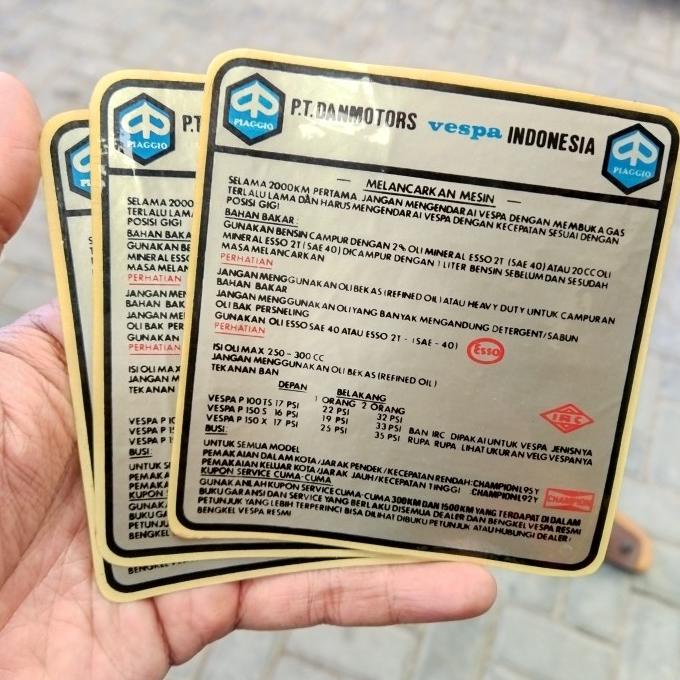 PIAGGIO P.T. DANMOTORS vespa INDONESIA PIAGGIO
— MELANCARKAN MESIN —
SELAMA 2000KM PERTAMA JANGAN MENGENDARAI VESPA DENGAN MEMBUKA GAS
TERLALU LAMA DAN HARUS MENGENDARAI VESPA DENGAN KECEPATAN SESUAI DENGAN
POSISI GIGI
BAHAN BAKAR:
GUNAKAN BENSIN CAMPUR DENGAN 2% OLI MINERAL ESSO 2T (SAE 40) ATAU 20CC OLI
MINERAL ESSO 2T (SAE 40) DICAMPUR DENGAN 1 LITER BENSIN SEBELUM DAN SESUDAH
MASA MELANCARKAN
PERHATIAN
JANGAN MENGGUNAKAN OLI BEKAS (REFINED OIL) ATAU HEAVY DUTY UNTUK CAMPURAN
BAHAN BAKAR
JANGAN MENGGUNAKAN OLI YANG BANYAK MENGANDUNG DETERGENT/SABUN
OLI BAK PERSNELING
GUNAKAN OLI ESSO SAE 40 ATAU ESSO 2T - (SAE - 40)
PERHATIAN
Esso
ISI OLI MAX 250 - 300 CC
JANGAN MENGGUNAKAN OLI BEKAS (REFINED OIL)
TEKANAN BAN
DEPAN BELAKANG
1 ORANG 2 ORANG
VESPA P 100 TS 17 PSI 22 PSI 32 PSI
VESPA P 150 S 16 PSI 19 PSI 33 PSI
VESPA P 150 X 17 PSI 25 PSI 35 PSI
BAN IRC DIPAKAI UNTUK VESPA JENISNYA
RUPA RUPA LIHAT UKURAN VELG VESPANYA
IRC
BUSI:
UNTUK SEMUA MODEL
PEMAKAIAN DALAM KOTA/JARAK PENDEK/KECEPATAN RENDAH: CHAMPION L95Y
PEMAKAIAN KELUAR KOTA/JARAK JAUH/KECEPATAN TINGGI :CHAMPION L92Y
CHAMPION
KUPON SERVICE CUMA-CUMA
GUNAKANLAH KUPON SERVICE CUMA-CUMA 300KM DAN 1500KM YANG TERDAPAT DI DALAM
BUKU GARANSI DAN SERVICE YANG BERLAKU DISEMUA DEALER DAN BENGKEL VESPA RESMI
PETUNJUK YANG LEBIH TERPERINCI BISA DILIHAT DIBUKU PETUNJUK ATAU HUBUNGI DEALER/
BENGKEL VESPA RESMI